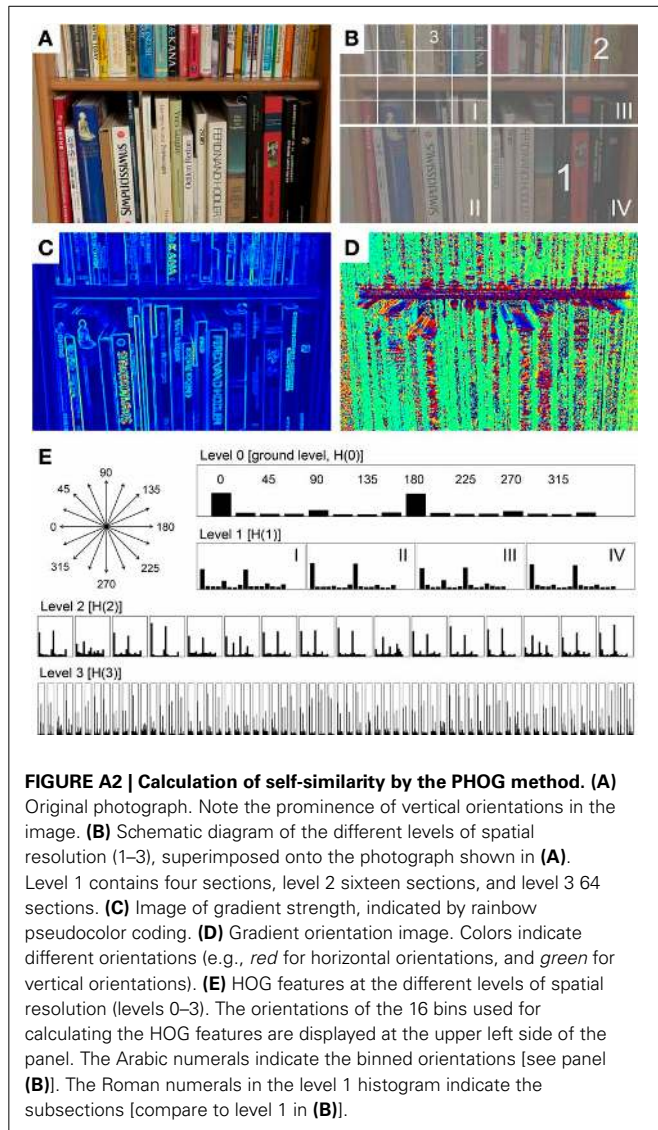 A
B
3
2
I
III
1
II
IV
KANA
SWISSDIRPUS
FERDINAND HODLER
C
D
E
Level 0 [ground level, H(0)]
90
45
135
0
180
315
225
270
0 45 90 135 180 225 270 315
Level 1 [H(1)]
I II III IV
Level 2 [H(2)]
Level 3 [H(3)]
FIGURE A2 | Calculation of self-similarity by the PHOG method. (A)
Original photograph. Note the prominence of vertical orientations in the
image. (B) Schematic diagram of the different levels of spatial
resolution (1–3), superimposed onto the photograph shown in (A).
Level 1 contains four sections, level 2 sixteen sections, and level 3 64
sections. (C) Image of gradient strength, indicated by rainbow
pseudocolor coding. (D) Gradient orientation image. Colors indicate
different orientations (e.g., red for horizontal orientations, and green for
vertical orientations). (E) HOG features at the different levels of spatial
resolution (levels 0–3). The orientations of the 16 bins used for
calculating the HOG features are displayed at the upper left side of the
panel. The Arabic numerals indicate the binned orientations [see panel
(B)]. The Roman numerals in the level 1 histogram indicate the
subsections [compare to level 1 in (B)].